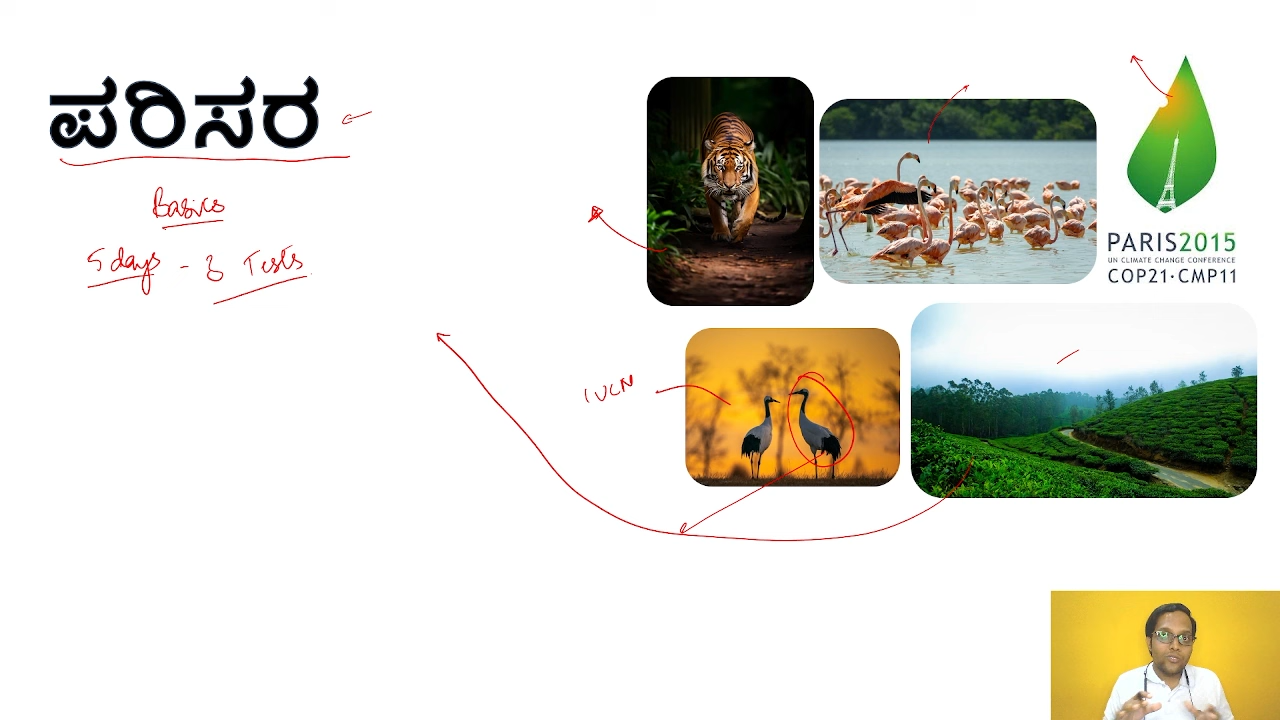 ಪರಿಸರ
Basics
5 days - 3 Tests
IUCN
PARIS2015
UN CLIMATE CHANGE CONFERENCE
COP21·CMP11